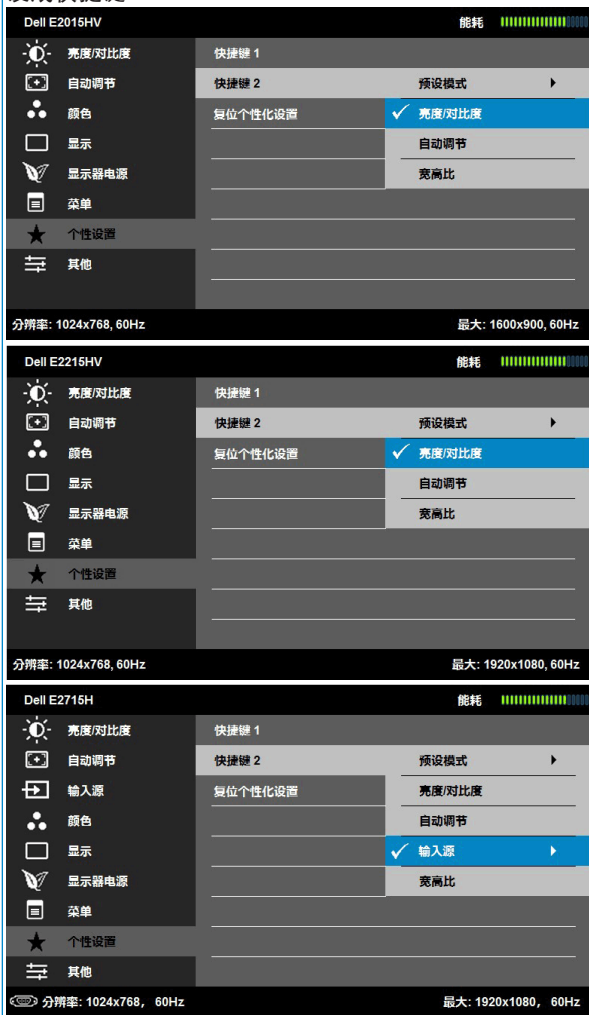 Dell E2015HV 能耗
亮度/对比度 快捷键 1
自动调节 快捷键 2 预设模式
颜色 复位个性化设置 亮度/对比度
显示 自动调节
显示器电源 宽高比
菜单
个性设置
其他
分辨率: 1024x768, 60Hz 最大: 1600x900, 60Hz
Dell E2215HV 能耗
亮度/对比度 快捷键 1
自动调节 快捷键 2 预设模式
颜色 复位个性化设置 亮度/对比度
显示 自动调节
显示器电源 宽高比
菜单
个性设置
其他
分辨率: 1024x768, 60Hz 最大: 1920x1080, 60Hz
Dell E2715H 能耗
亮度/对比度 快捷键 1
自动调节 快捷键 2 预设模式
输入源 复位个性化设置 亮度/对比度
颜色 自动调节
显示 输入源
显示器电源 宽高比
菜单
个性设置
其他
分辨率: 1024x768, 60Hz 最大: 1920x1080, 60Hz